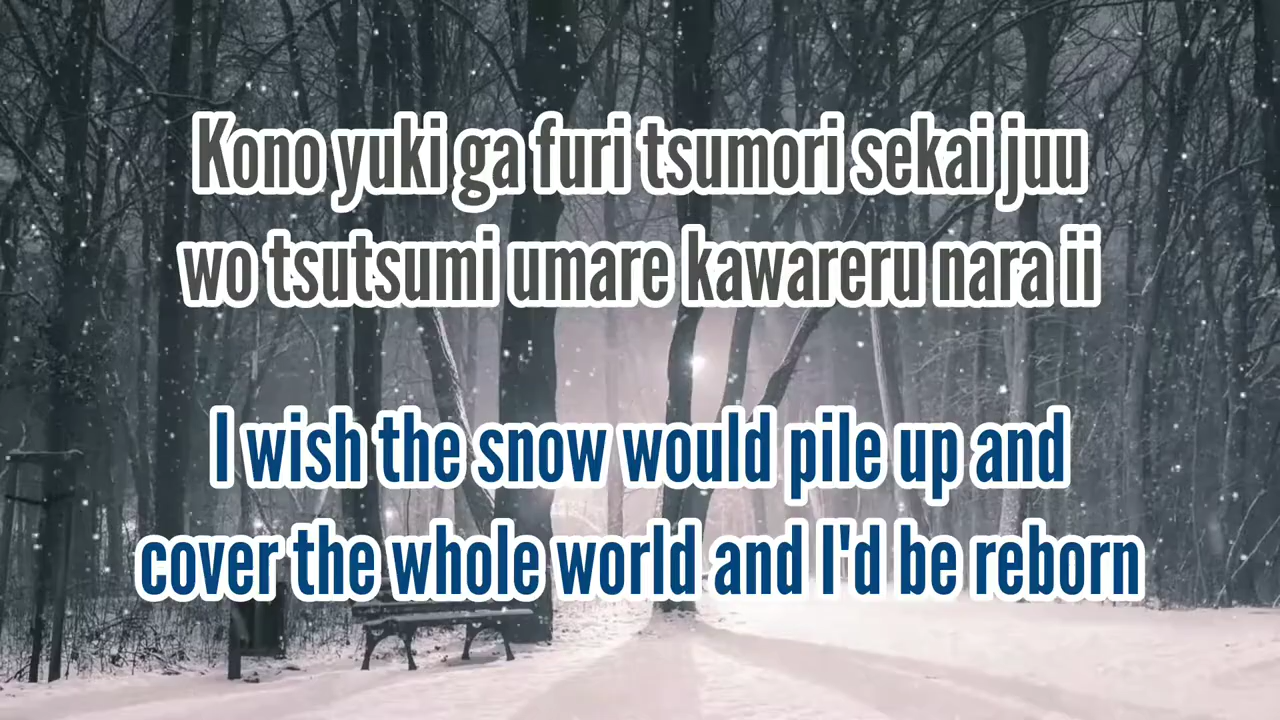 Kono yuki ga furi tsumori sekai juu
wo tsutsumi umare kawareru nara ii
I wish the snow would pile up and
cover the whole world and I'd be reborn